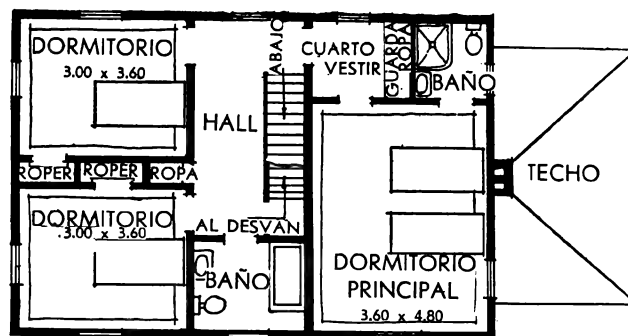 DORMITORIO
3.00 x 3.60
HALL
ABAJO
CUARTO
VESTIR
GUARDA
ROPA
BAÑO
ROPER
ROPER
ROPA
TECHO
DORMITORIO
3.00 x 3.60
AL DESVAN
BAÑO
DORMITORIO
PRINCIPAL
3.60 x 4.80